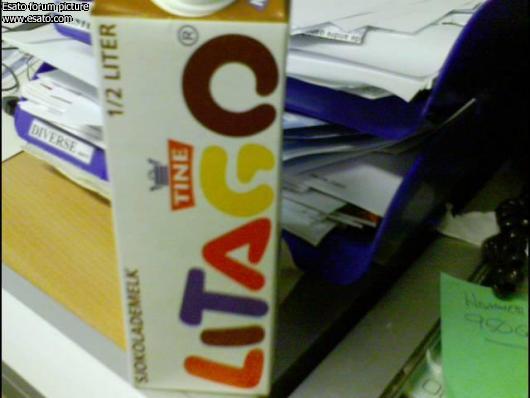 Esato forum picture
www.esato.com
1/2 LITER
LITAGO®
TINE
SJOKOLADEMELK
DIVERSE